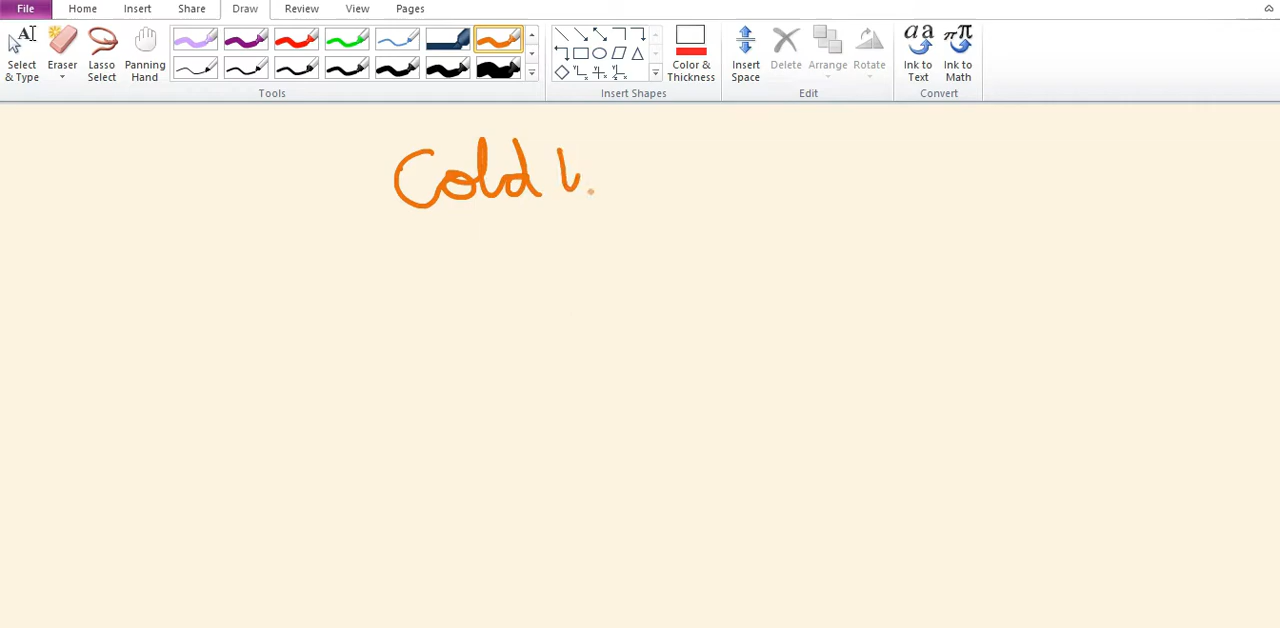 File Home Insert Share Draw Review View Pages
Select & Type Eraser Lasso Select Panning Hand Color & Thickness Insert Space Delete Arrange Rotate Ink to Text Ink to Math
Tools Insert Shapes Edit Convert
Cold